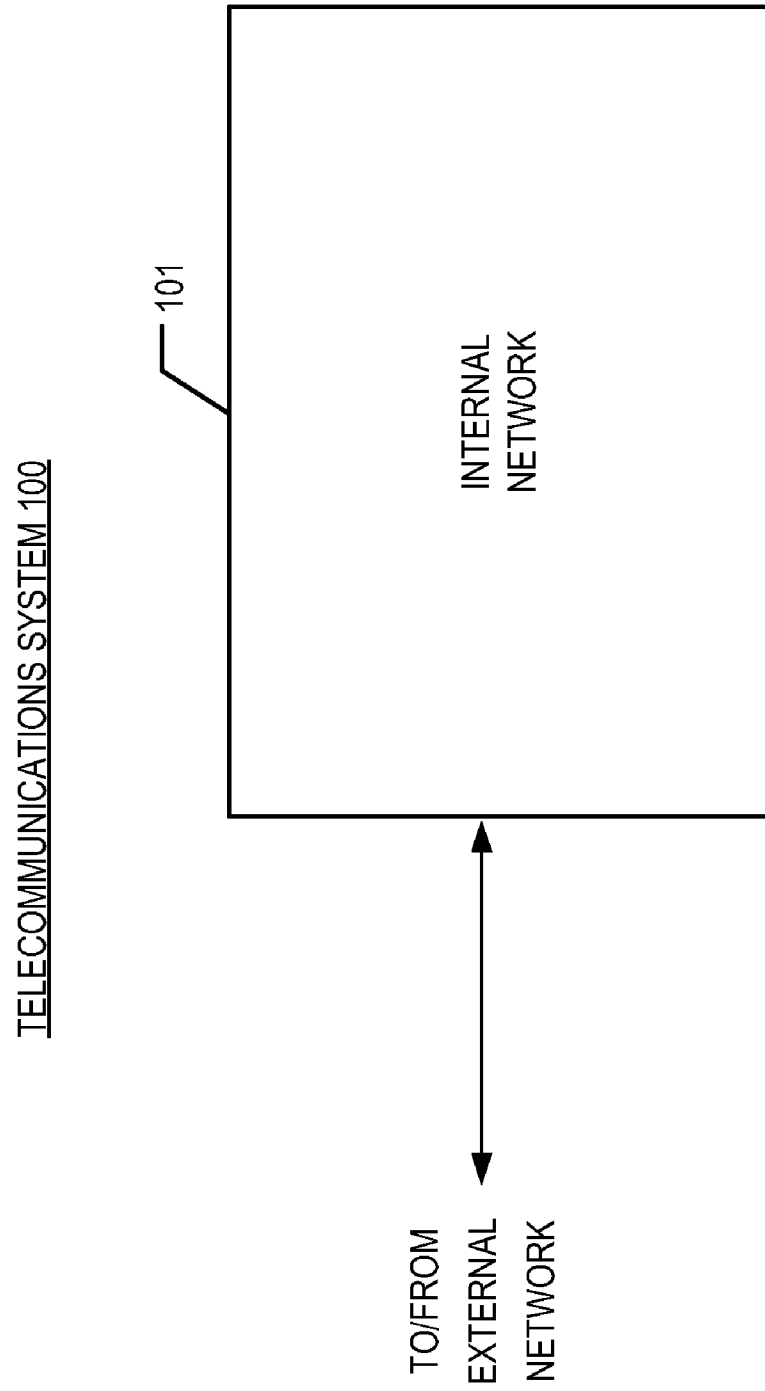 TELECOMMUNICATIONS SYSTEM 100
101
INTERNAL
NETWORK
TO/FROM
EXTERNAL
NETWORK